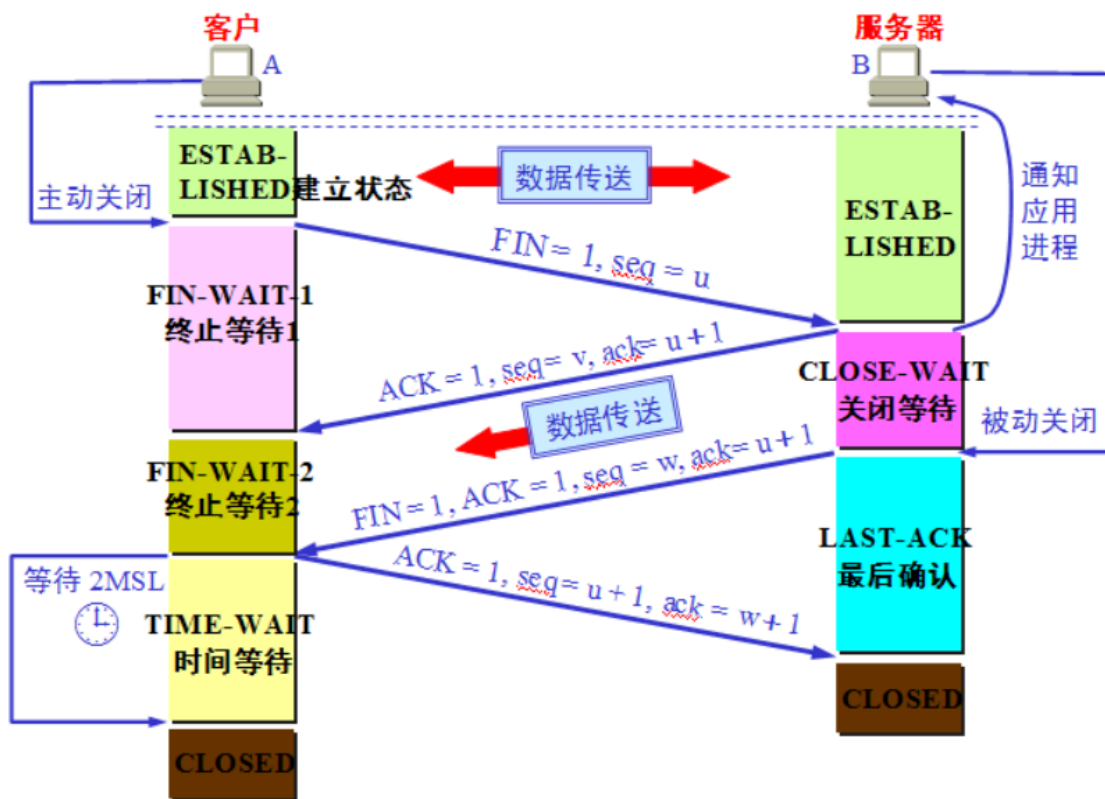 客户
服务器
A
B
ESTAB-
LISHED建立状态
数据传送
主动关闭
ESTAB-
LISHED
通知
应用
进程
FIN = 1, seq = u
FIN-WAIT-1
终止等待1
ACK = 1, seq= v, ack= u + 1
CLOSE-WAIT
关闭等待
数据传送
被动关闭
FIN-WAIT-2
终止等待2
FIN = 1, ACK = 1, seq = w, ack= u + 1
LAST-ACK
最后确认
等待 2MSL
ACK = 1, seq= u + 1, ack = w + 1
TIME-WAIT
时间等待
CLOSED
CLOSED